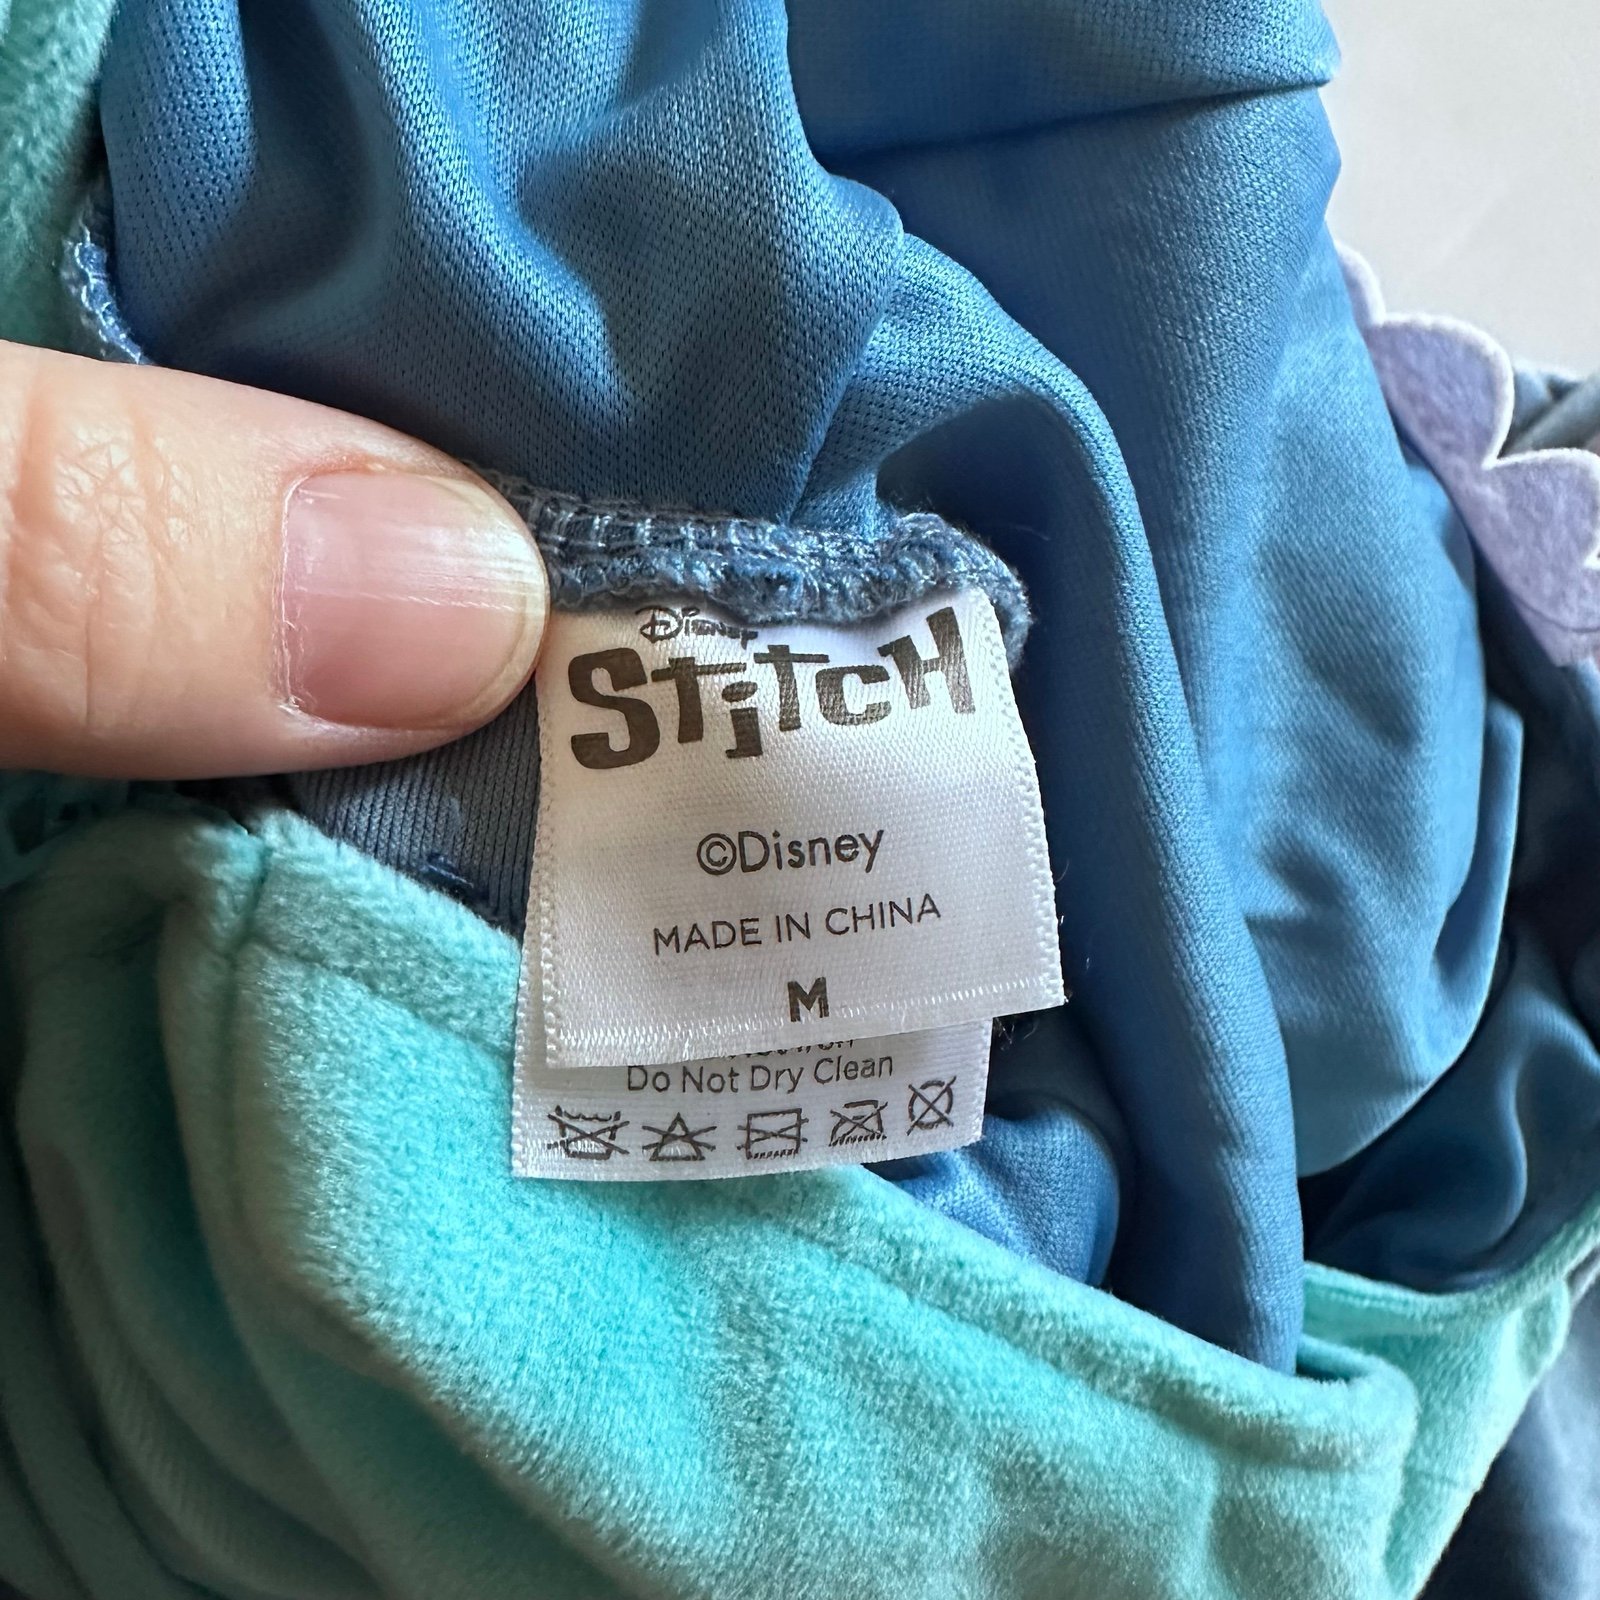 Disney
STITCH
©Disney
MADE IN CHINA
M
Do Not Dry Clean